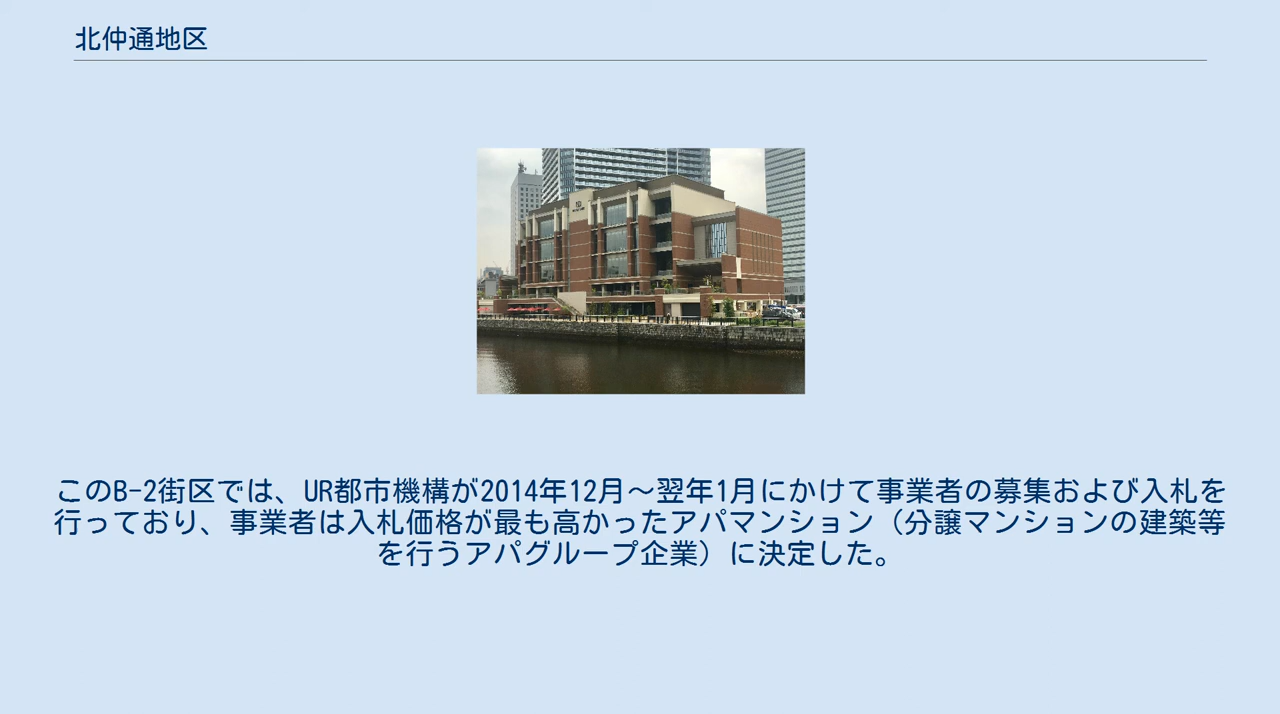 北仲通地区
このB-2街区では、UR都市機構が2014年12月～翌年1月にかけて事業者の募集および入札を
行っており、事業者は入札価格が最も高かったアパマンション（分譲マンションの建築等
を行うアパグループ企業）に決定した。